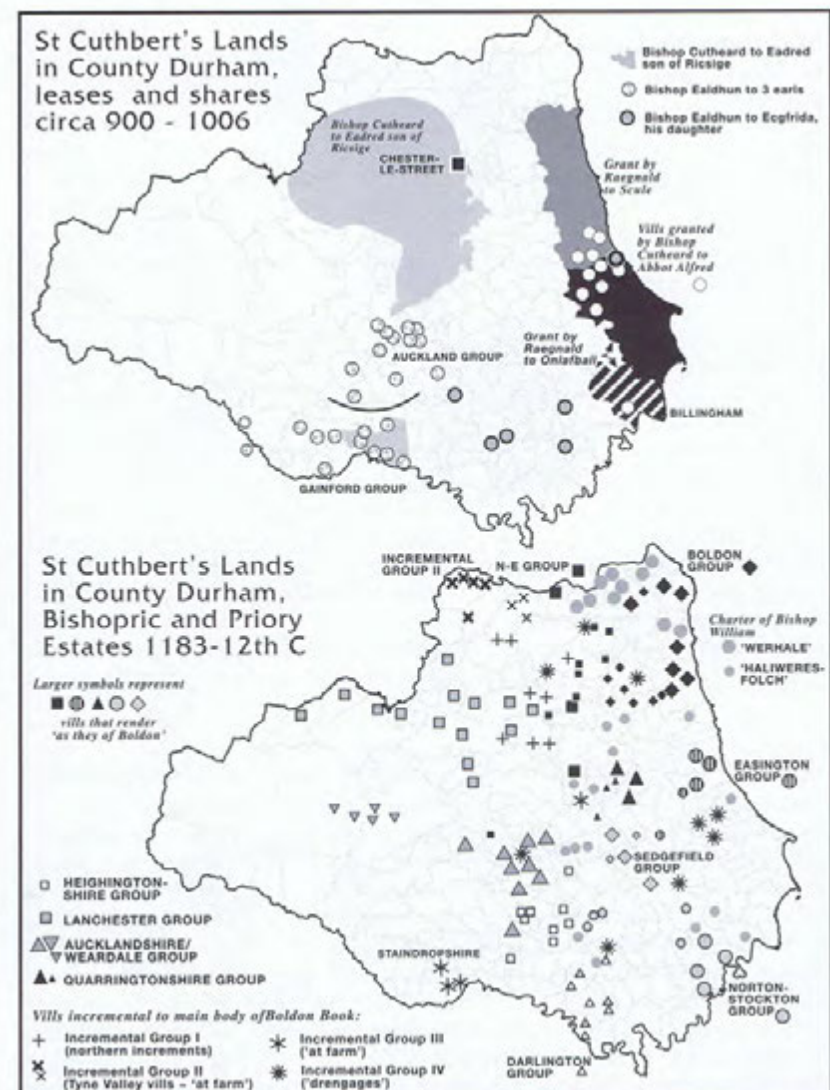 St Cuthbert's Lands
in County Durham,
leases and shares
circa 900 - 1006
Bishop Cutheard to Eadred
son of Ricsige
Bishop Ealdhun to 3 earls
Bishop Ealdhun to Ecgfrida,
his daughter
Bishop Cutheard
to Eadred son of
Ricsige
CHESTER-
LE-STREET
Grant by
Raegnald
to Scule
Vills granted
by Bishop
Cutheard to
Abbot Alfred
AUCKLAND GROUP
Grant by
Raegnald
to Onlafball
BILLINGHAM
GAINFORD GROUP
St Cuthbert's Lands
in County Durham,
Bishopric and Priory
Estates 1183-12th C
Larger symbols represent
vills that render
'as they of Boldon'
INCREMENTAL
GROUP II
N-E GROUP
BOLDON
GROUP
Charter of Bishop
William
'WERHALE'
'HALIWERES-
FOLCH'
EASINGTON
GROUP
SEDGEFIELD
GROUP
HEIGHINGTON-
SHIRE GROUP
LANCHESTER GROUP
AUCKLANDSHIRE/
WEARDALE GROUP
QUARRINGTONSHIRE GROUP
STAINDROPSHIRE
NORTON-
STOCKTON
GROUP
DARLINGTON
GROUP
Vills incremental to main body of Boldon Book:
Incremental Group I
(northern increments)
Incremental Group II
(Tyne Valley vills - 'at farm')
Incremental Group III
('at farm')
Incremental Group IV
('drengages')